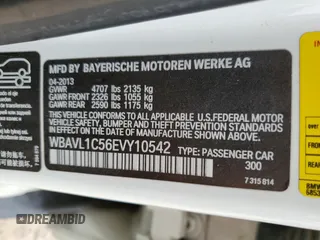 MFD BY BAYERISCHE MOTOREN WERKE AG
04-2013
GVWR 4707 lbs 2135 kg
GAWR FRONT 2326 lbs 1055 kg
GAWR REAR 2590 lbs 1175 kg
THIS VEHICLE CONFORMS TO ALL APPLICABLE U.S.FEDERAL MOTOR
VEHICLE SAFETY, BUMPER, AND THEFT PREVENTION STANDARDS
IN EFFECT ON THE DATE OF MANUFACTURE SHOWN ABOVE.
WBAVL1C56EVY10542 TYPE: PASSENGER CAR
300
7 315 814
BMW
DREAMBID